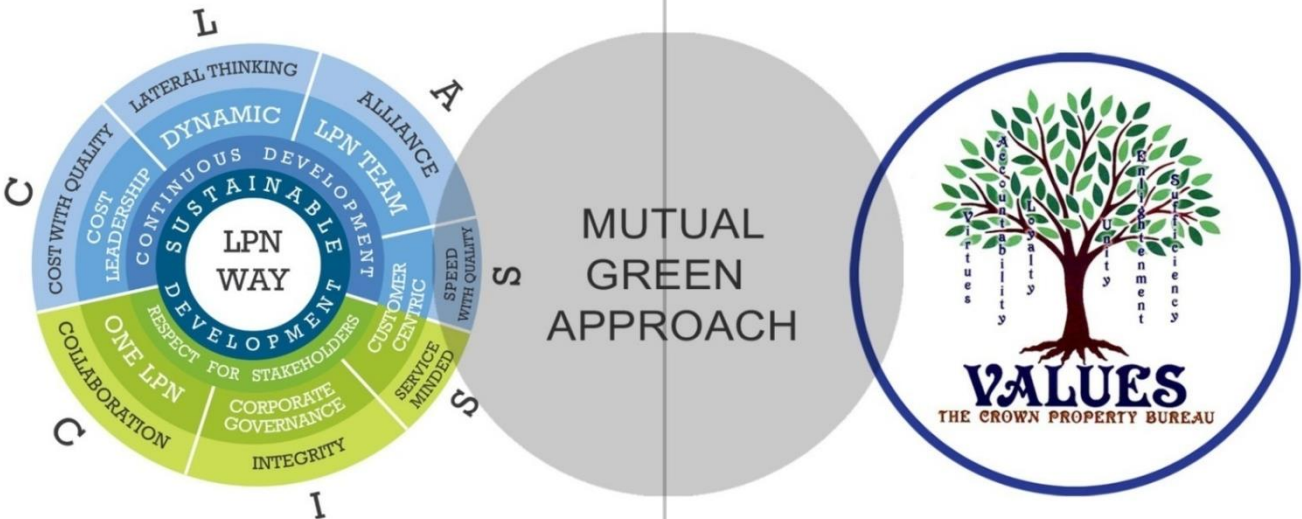 C
L
A
S
S
I
C
COST WITH QUALITY
LATERAL THINKING
ALLIANCE
SPEED
WITH QUALITY
SERVICE
MINDED
INTEGRITY
COLLABORATION
COST
LEADERSHIP
DYNAMIC
LPN TEAM
CUSTOMER
CENTRIC
CORPORATE
GOVERNANCE
ONE LPN
CONTINUOUS DEVELOPMENT
RESPECT FOR STAKEHOLDERS
SUSTAINABLE
DEVELOPMENT
LPN
WAY
MUTUAL
GREEN
APPROACH
Virtues
Accountability
Loyalty
Unity
Enlightenment
Sufficiency
VALUES
THE CROWN PROPERTY BUREAU